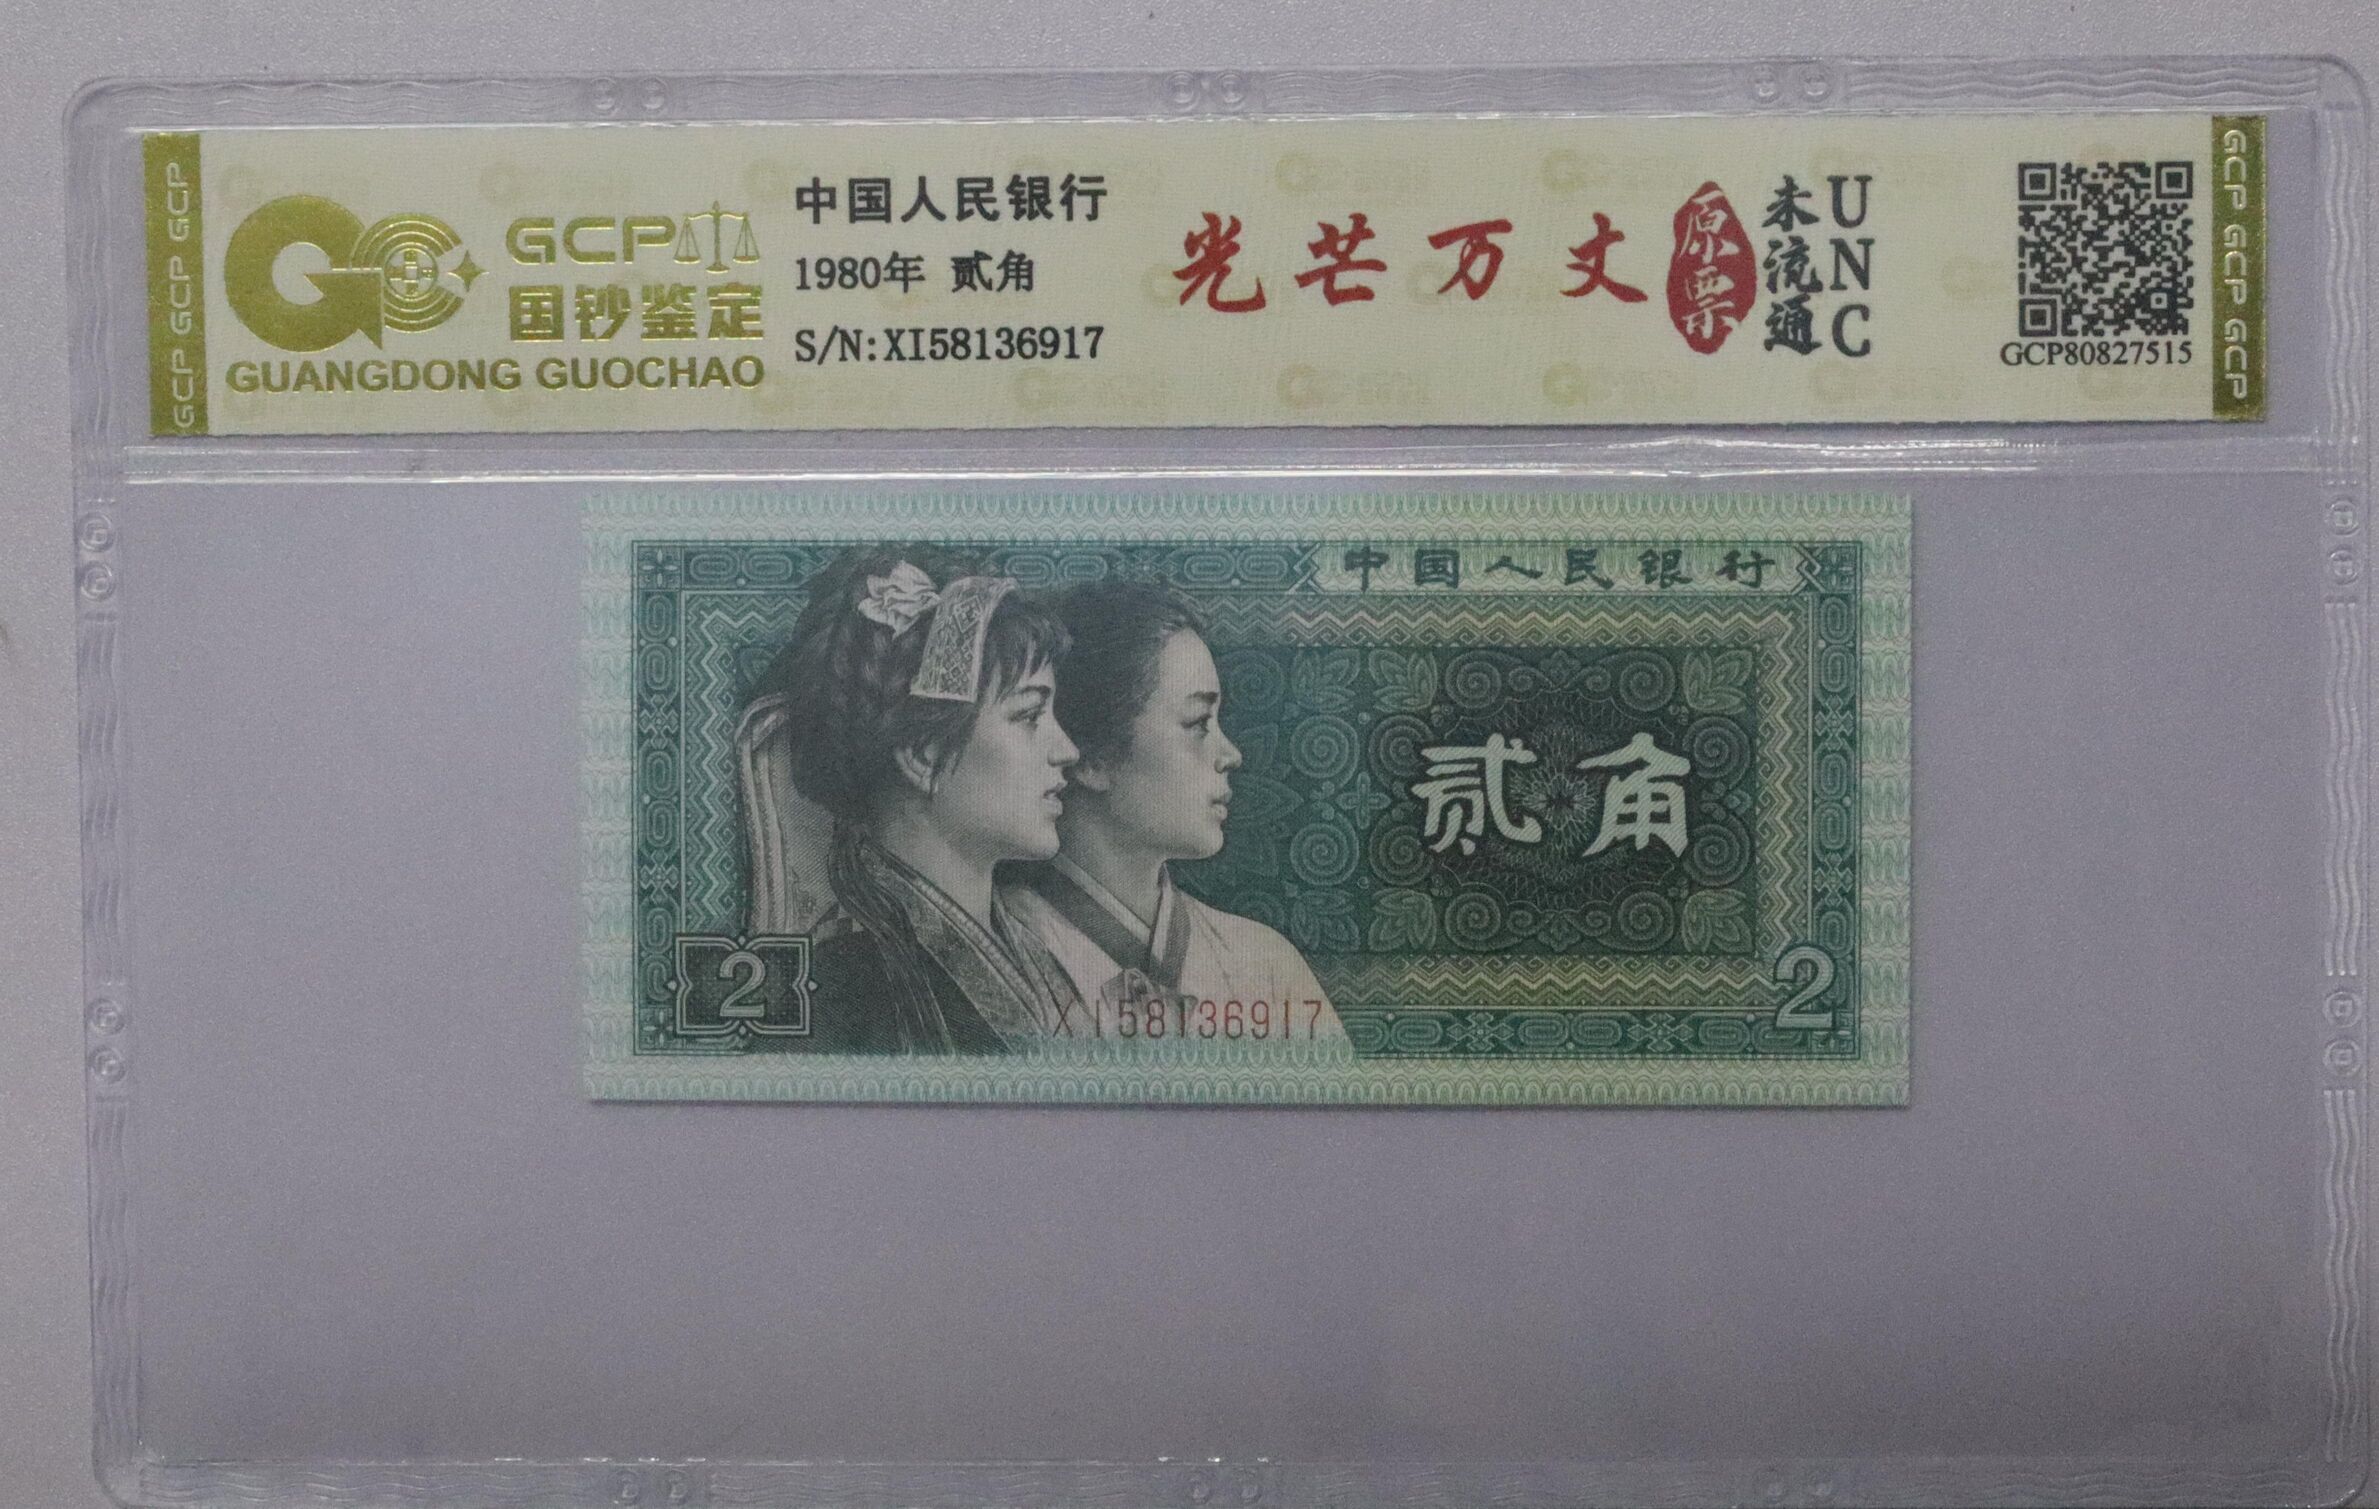 GCP GCP GCP
GCP
国钞鉴定
GUANGDONG GUOCHAO
中国人民银行
1980年 贰角
S/N:XI58136917
光芒万丈
原票
未流通
UNC
GCP80827515
GCP GCP GCP
中国人民银行
贰角
2
XI58136917
2